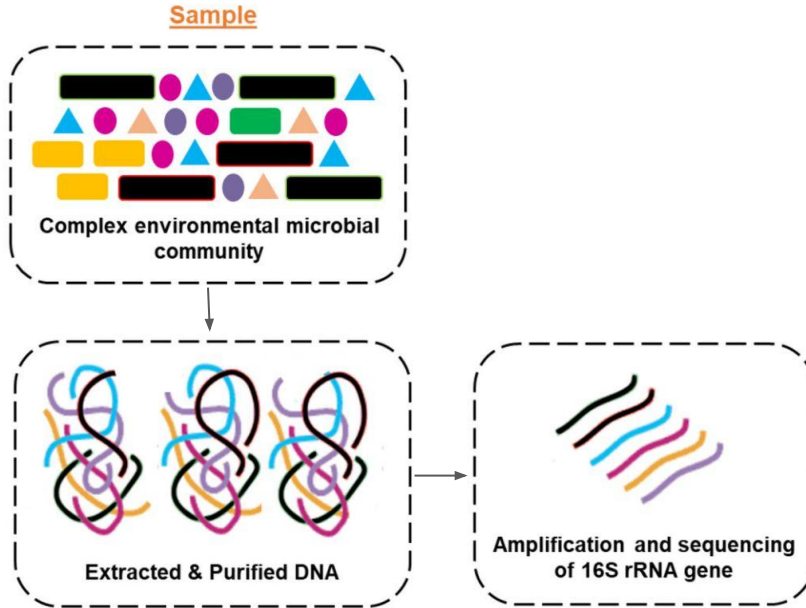 Sample
Complex environmental microbial
community
Extracted & Purified DNA
Amplification and sequencing
of 16S rRNA gene